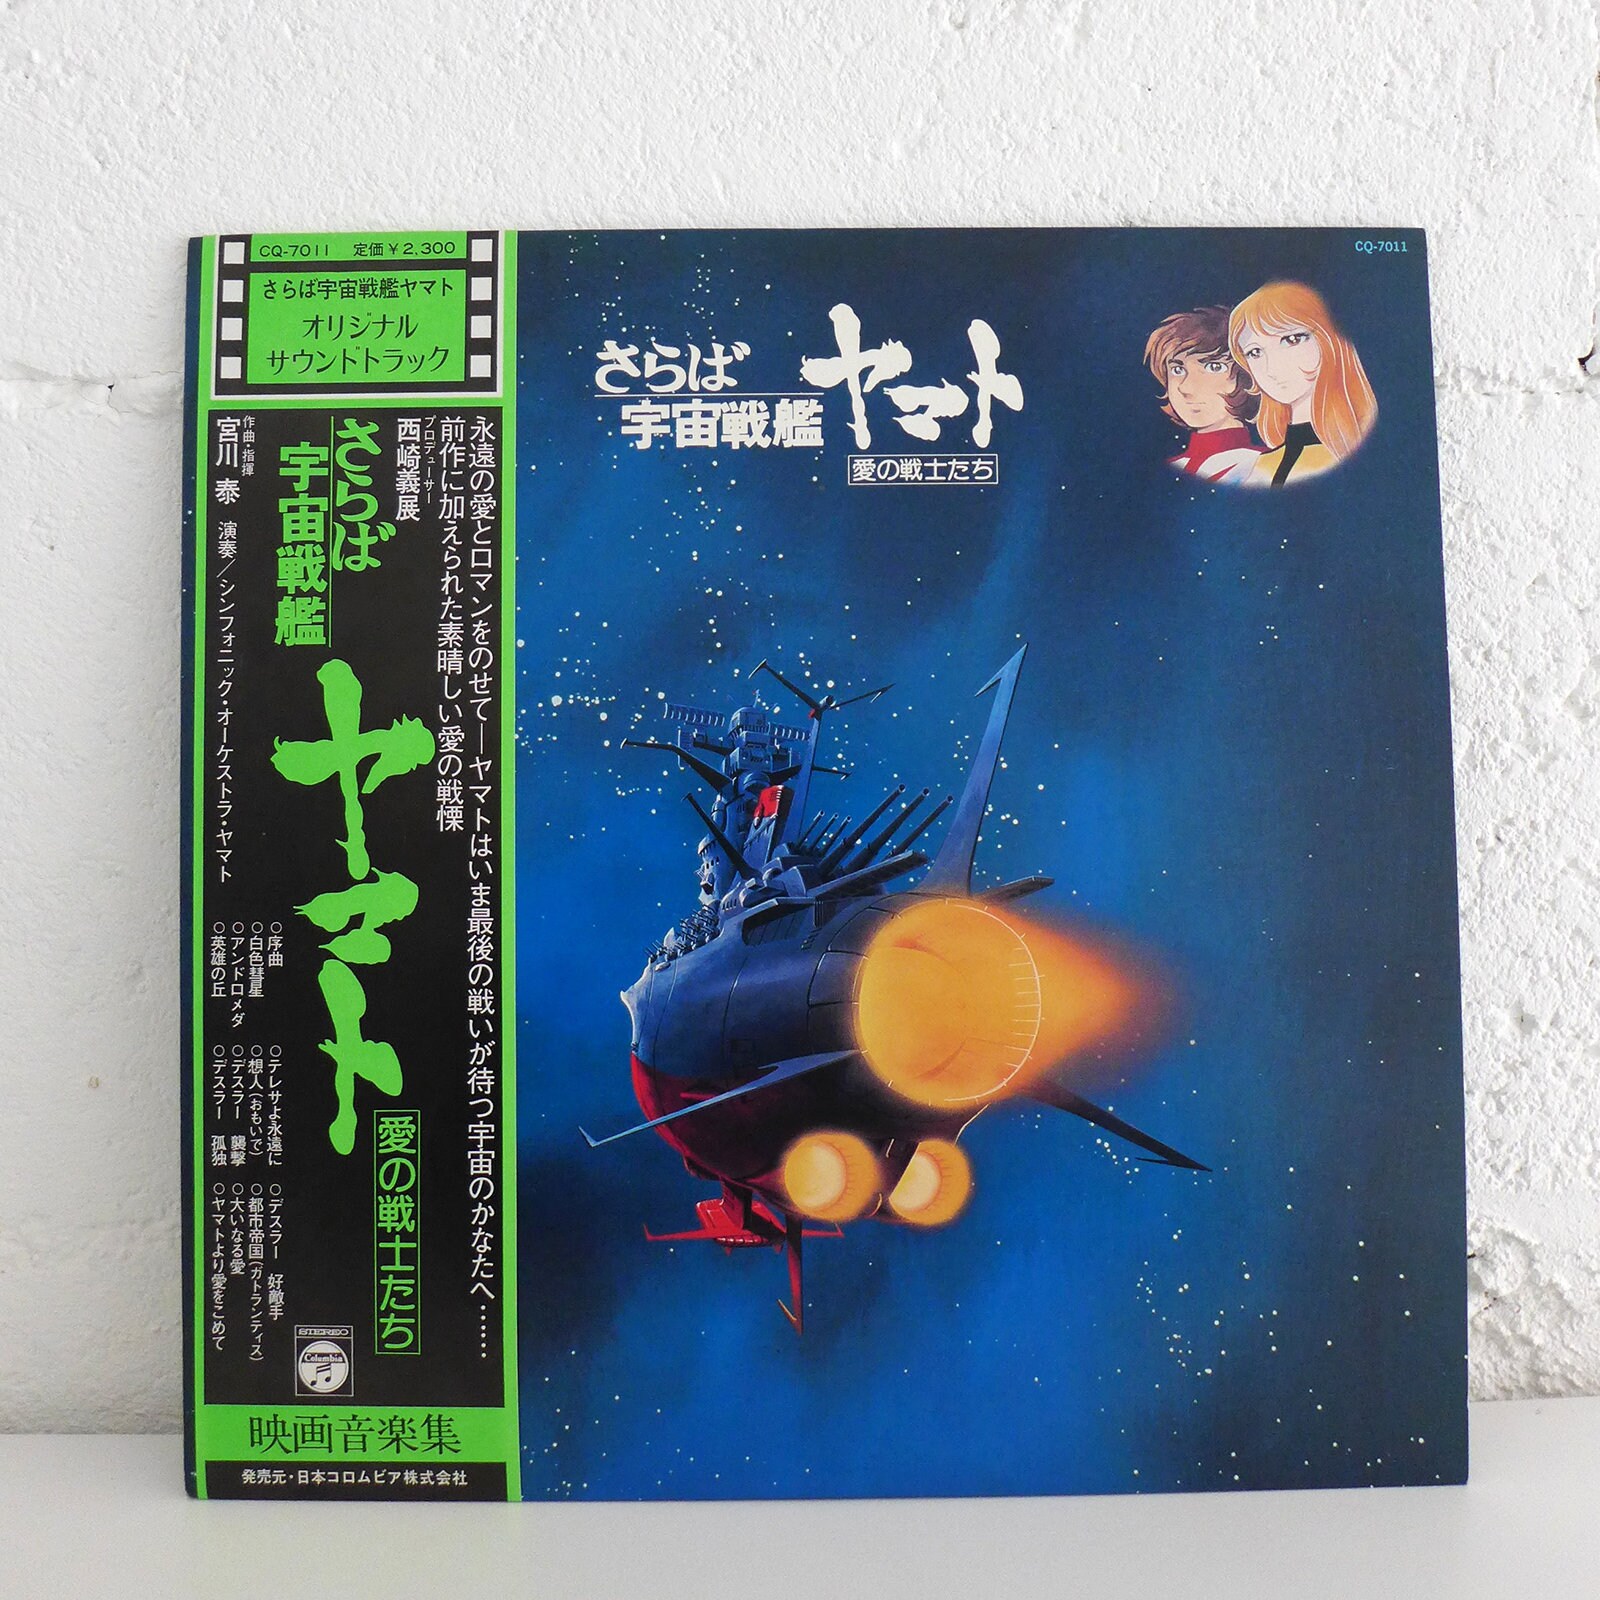 CQ-7011 定価￥2,300
さらば宇宙戦艦ヤマト
オリジナル
サウンドトラック
永遠の愛とロマンをのせて―ヤマトはいま最後の戦いが待つ宇宙のかなたへ……
前作に加えられた素晴しい愛の戦慄
プロデューサー
西崎義展
さらば
宇宙戦艦
ヤマト
愛の戦士たち
作曲・指揮
宮川 泰 演奏／シンフォニック・オーケストラ・ヤマト
○序曲
○白色彗星
○アンドロメダ
○英雄の丘
○テレサよ永遠に
○想人(おもいで)
○デスラー 襲撃
○デスラー 孤独
○デスラー 好敵手
○都市帝国(ガトランティス)
○大いなる愛
○ヤマトより愛をこめて
STEREO
Columbia
映画音楽集
発売元・日本コロムビア株式会社
CQ-7011
さらば
宇宙戦艦
ヤマト
愛の戦士たち